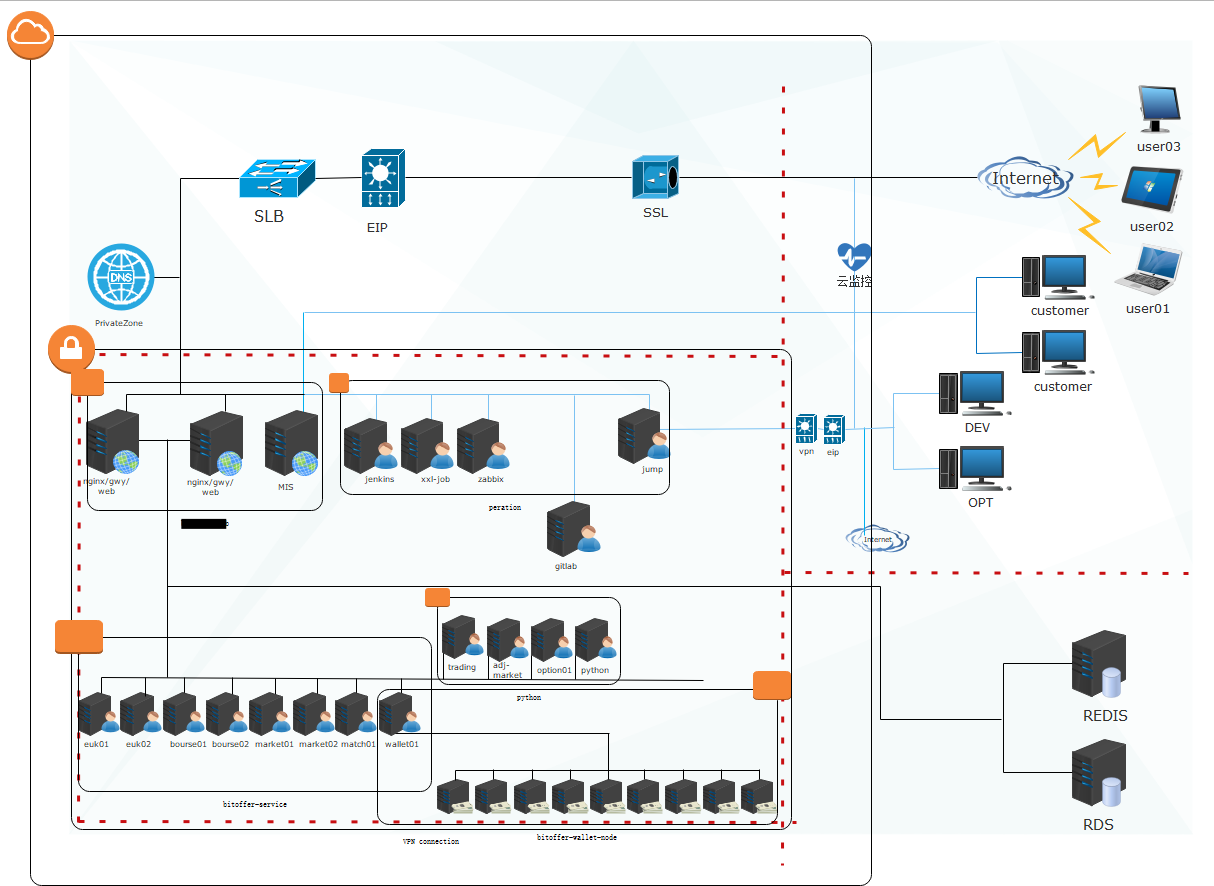 user03
Internet
user02
SLB
EIP
SSL
DNS
PrivateZone
云监控
user01
customer
customer
DEV
OPT
vpn
eip
Internet
nginx/gwy/
web
nginx/gwy/
web
MIS
jenkins
xxl-job
zabbix
jump
peration
gitlab
trading
adj-
market
option01
python
python
euk01
euk02
bourse01
bourse02
market01
market02
match01
wallet01
bitoffer-service
VPN connection
bitoffer-wallet-node
REDIS
RDS